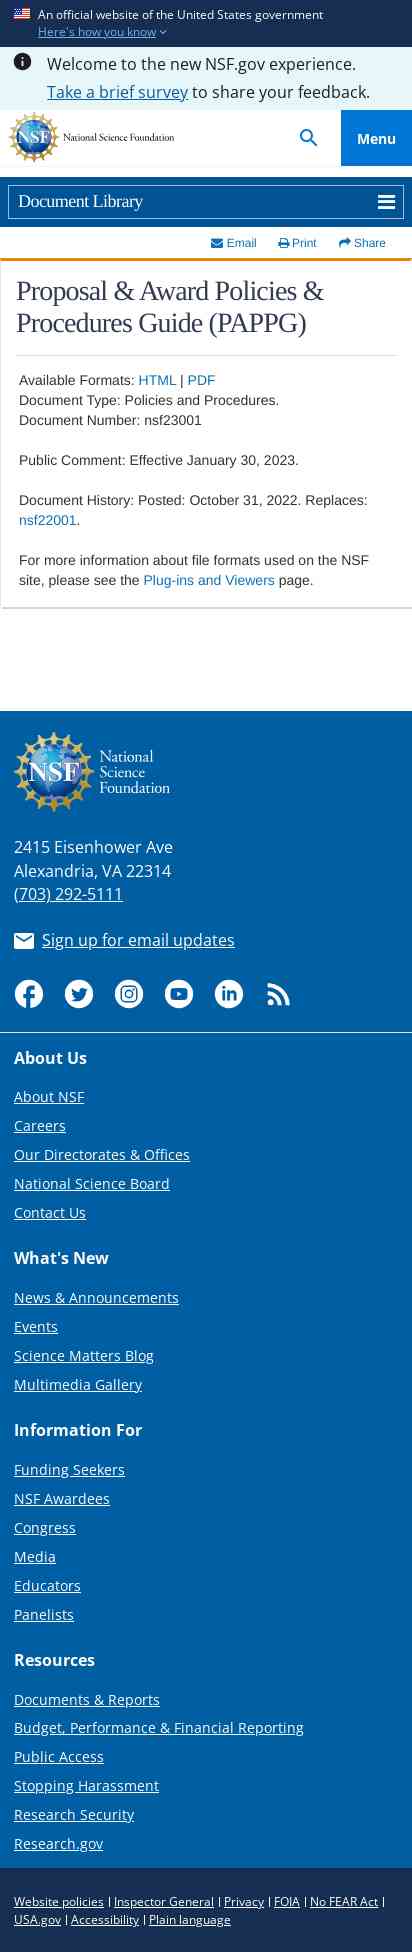 An official website of the United States government
Here's how you know
Welcome to the new NSF.gov experience.
Take a brief survey to share your feedback.
NSF National Science Foundation
Menu
Document Library
Email Print Share
Proposal & Award Policies &
Procedures Guide (PAPPG)
Available Formats: HTML | PDF
Document Type: Policies and Procedures.
Document Number: nsf23001
Public Comment: Effective January 30, 2023.
Document History: Posted: October 31, 2022. Replaces:
nsf22001.
For more information about file formats used on the NSF
site, please see the Plug-ins and Viewers page.
NSF
National
Science
Foundation
2415 Eisenhower Ave
Alexandria, VA 22314
(703) 292-5111
Sign up for email updates
in
About Us
About NSF
Careers
Our Directorates & Offices
National Science Board
Contact Us
What's New
News & Announcements
Events
Science Matters Blog
Multimedia Gallery
Information For
Funding Seekers
NSF Awardees
Congress
Media
Educators
Panelists
Resources
Documents & Reports
Budget, Performance & Financial Reporting
Public Access
Stopping Harassment
Research Security
Research.gov
Website policies | Inspector General | Privacy | FOIA | No FEAR Act |
USA.gov | Accessibility | Plain language